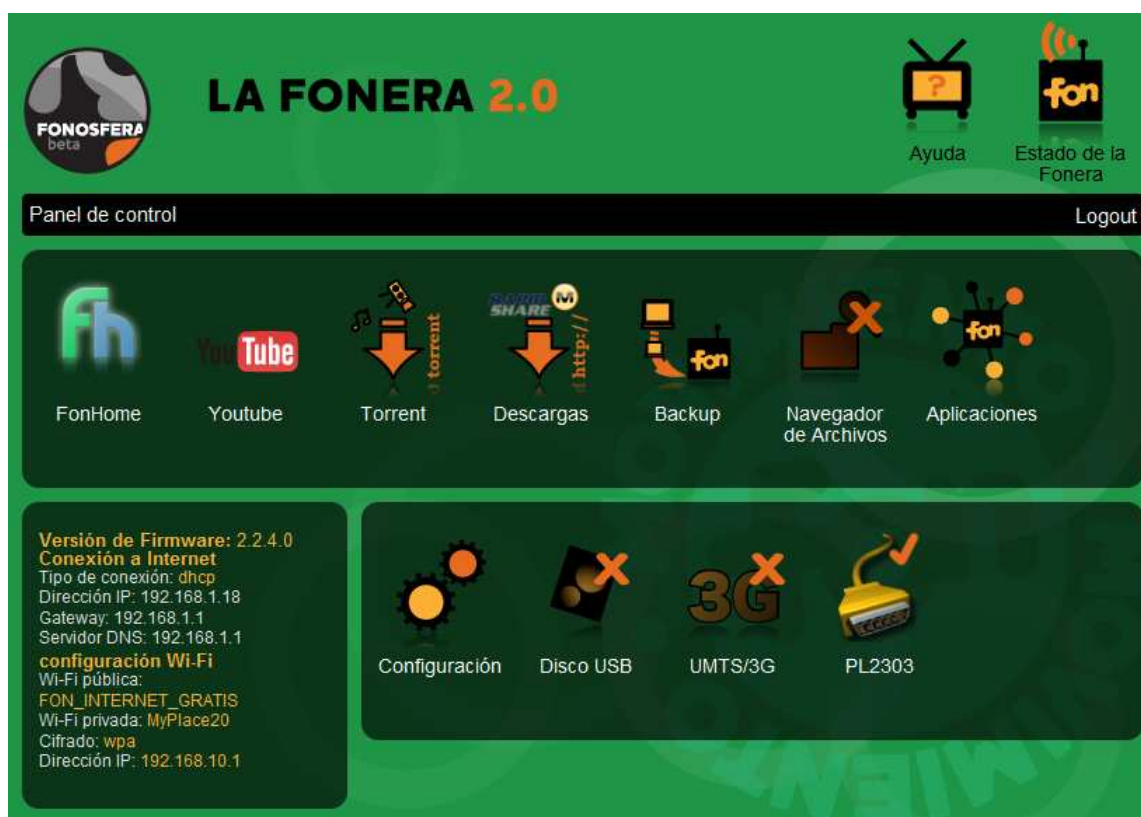 FONOSFERA
beta
LA FONERA 2.0
?
fon
Ayuda
Estado de la
Fonera
Panel de control
Logout
fh
YouTube
torrent
SHARE
M
http://
fon
fon
FonHome
Youtube
Torrent
Descargas
Backup
Navegador
de Archivos
Aplicaciones
Versión de Firmware: 2.2.4.0
Conexión a Internet
Tipo de conexión: dhcp
Dirección IP: 192.168.1.18
Gateway: 192.168.1.1
Servidor DNS: 192.168.1.1
configuración Wi-Fi
Wi-Fi pública:
FON_INTERNET_GRATIS
Wi-Fi privada: MyPlace20
Cifrado: wpa
Dirección IP: 192.168.10.1
3G
Configuración
Disco USB
UMTS/3G
PL2303